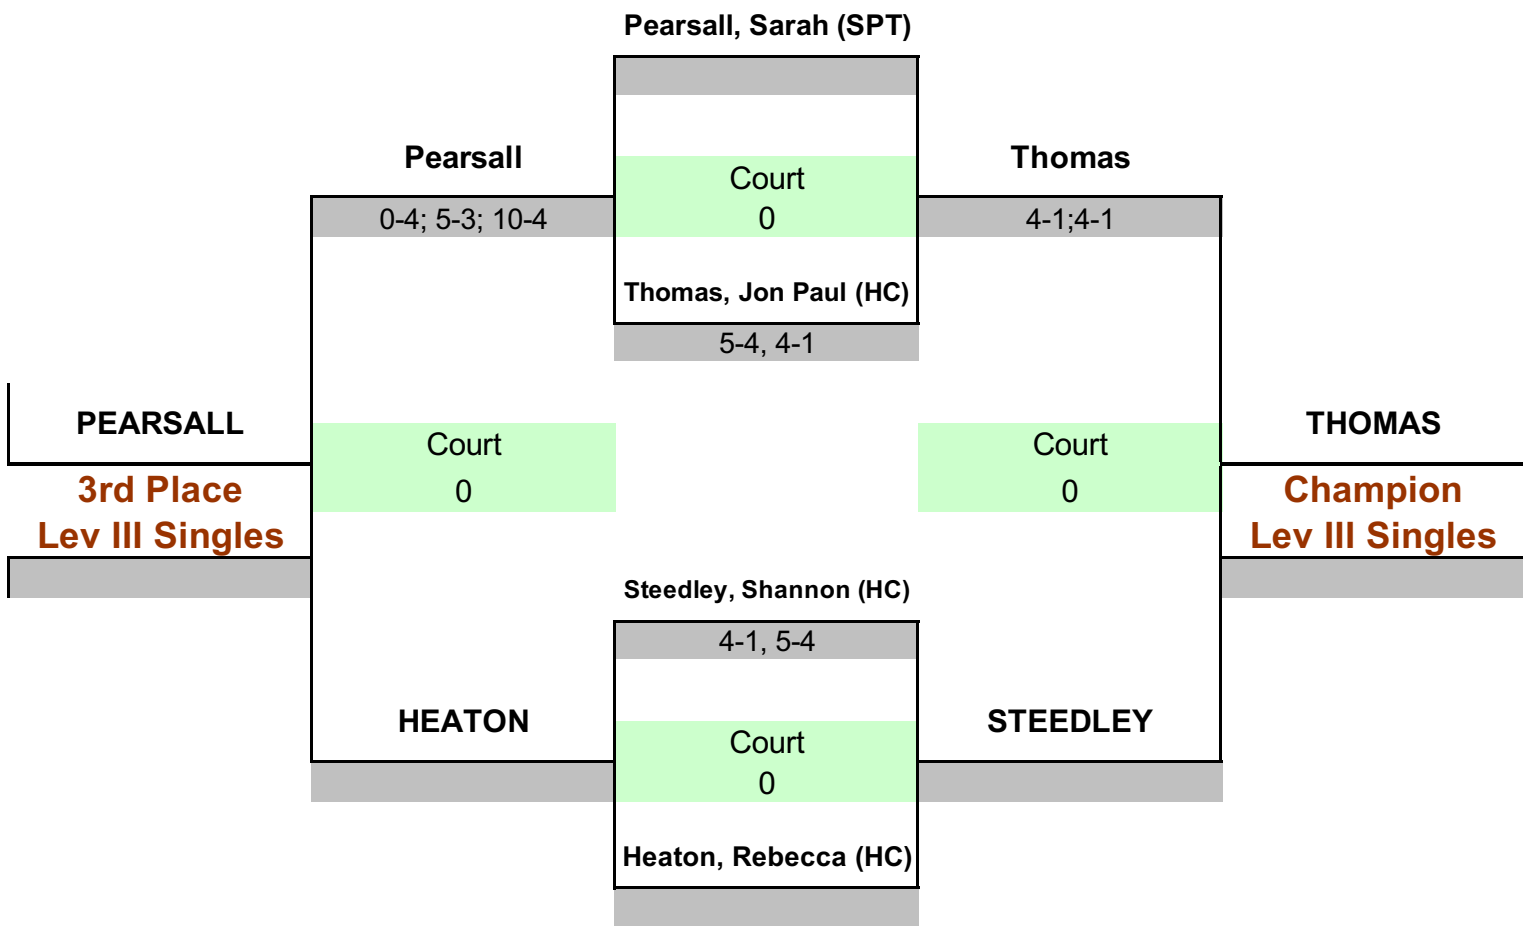 Pearsall, Sarah (SPT)
Pearsall
Court
Thomas
0-4; 5-3; 10-4
0
4-1;4-1
Thomas, Jon Paul (HC)
5-4, 4-1
PEARSALL
Court
Court
THOMAS
3rd Place
0
0
Champion
Lev III Singles
Lev III Singles
Steedley, Shannon (HC)
4-1, 5-4
HEATON
Court
STEEDLEY
0
Heaton, Rebecca (HC)